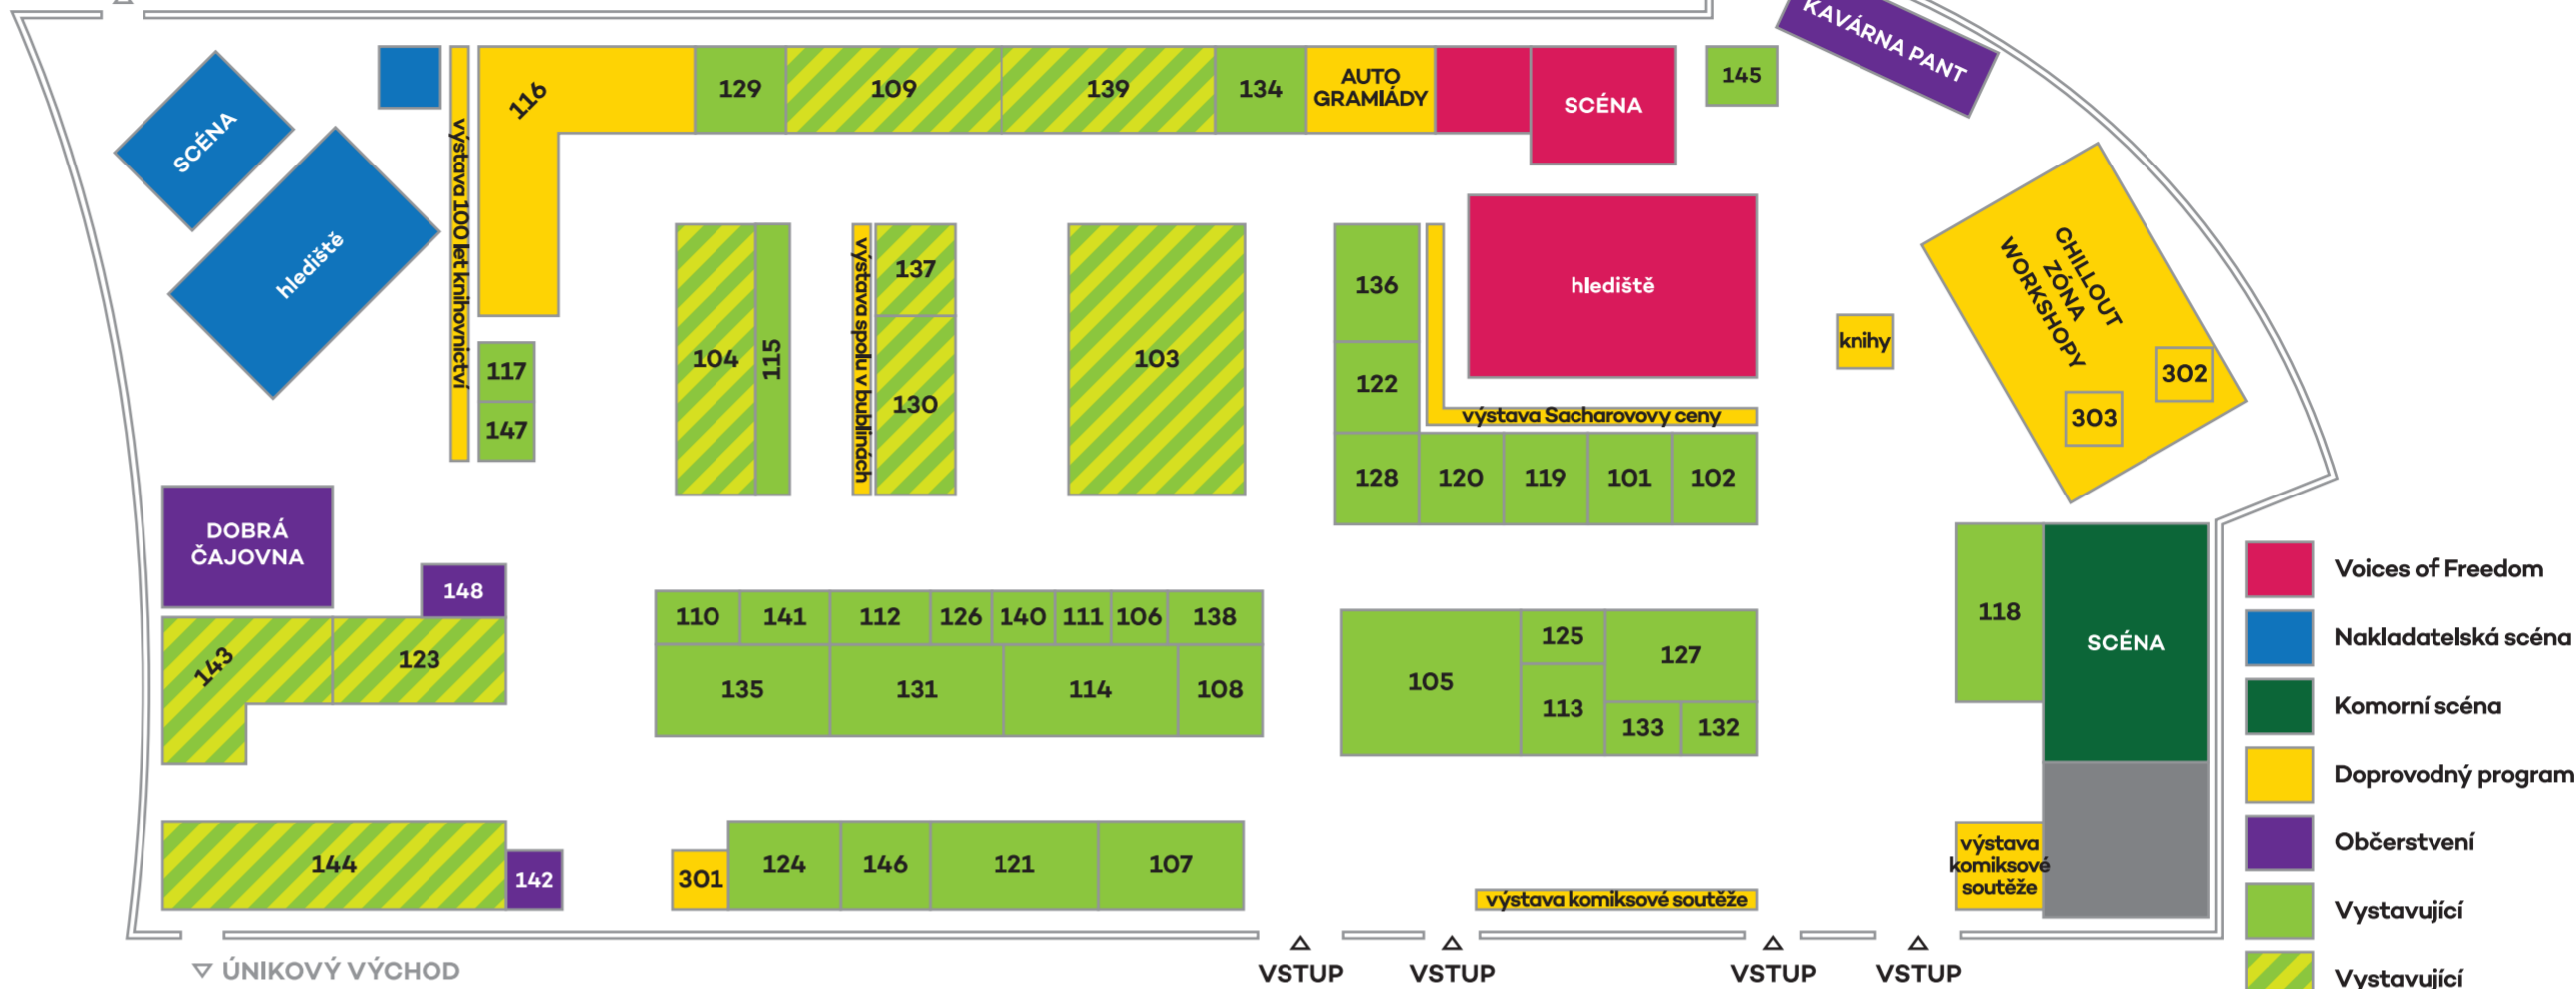 KAVÁRNA PANT
SCÉNA
hlediště
výstava 100 let knihovnictví
116
129
109
139
134
AUTO
GRAMIÁDY
SCÉNA
145
117
147
104
115
výstava spolu v bublinách
137
130
103
136
122
hlediště
výstava Sacharovovy ceny
128
120
119
101
102
knihy
CHILLOUT
ZÓNA
WORKSHOPY
302
303
DOBRÁ
ČAJOVNA
148
143
123
110
141
112
126
140
111
106
138
135
131
114
108
105
125
113
127
133
132
118
SCÉNA
144
142
301
124
146
121
107
výstava komiksové soutěže
výstava
komiksové
soutěže
ÚNIKOVÝ VÝCHOD
VSTUP
VSTUP
VSTUP
VSTUP
Voices of Freedom
Nakladatelská scéna
Komorní scéna
Doprovodný program
Občerstvení
Vystavující
Vystavující